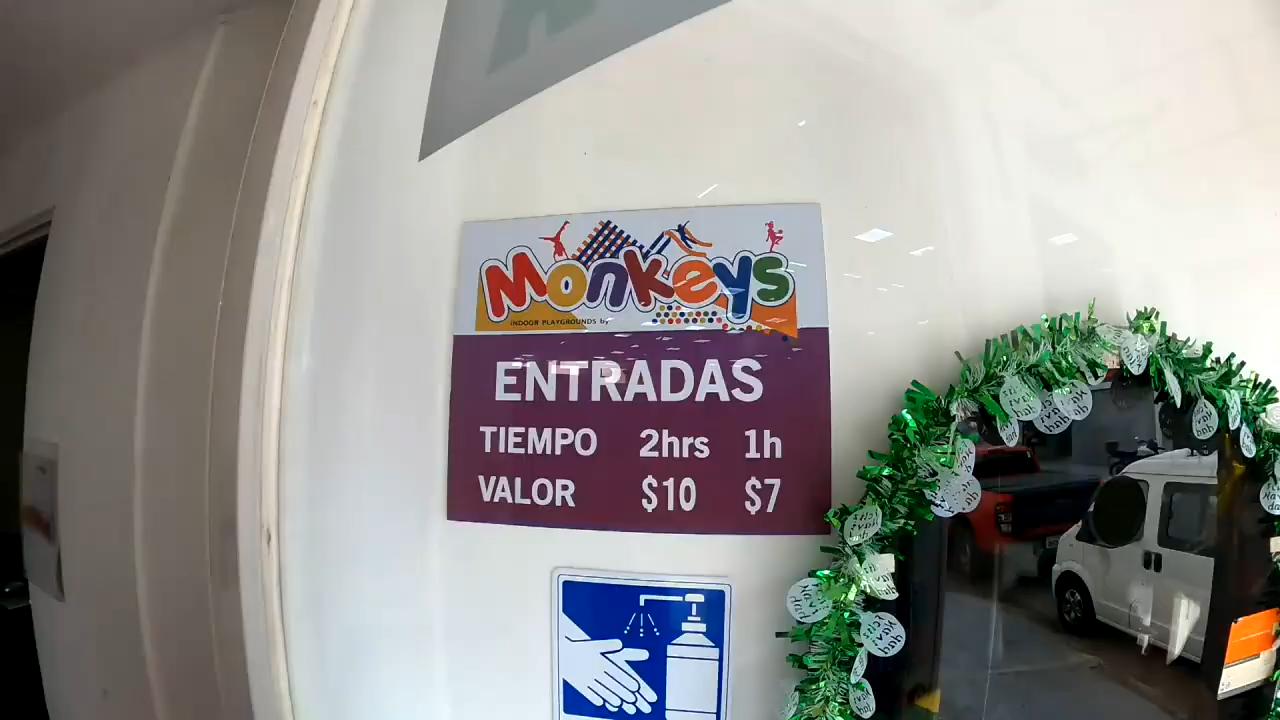 Monkeys
INDOOR PLAYGROUNDS by
ENTRADAS
TIEMPO 2hrs 1h
VALOR $10 $7